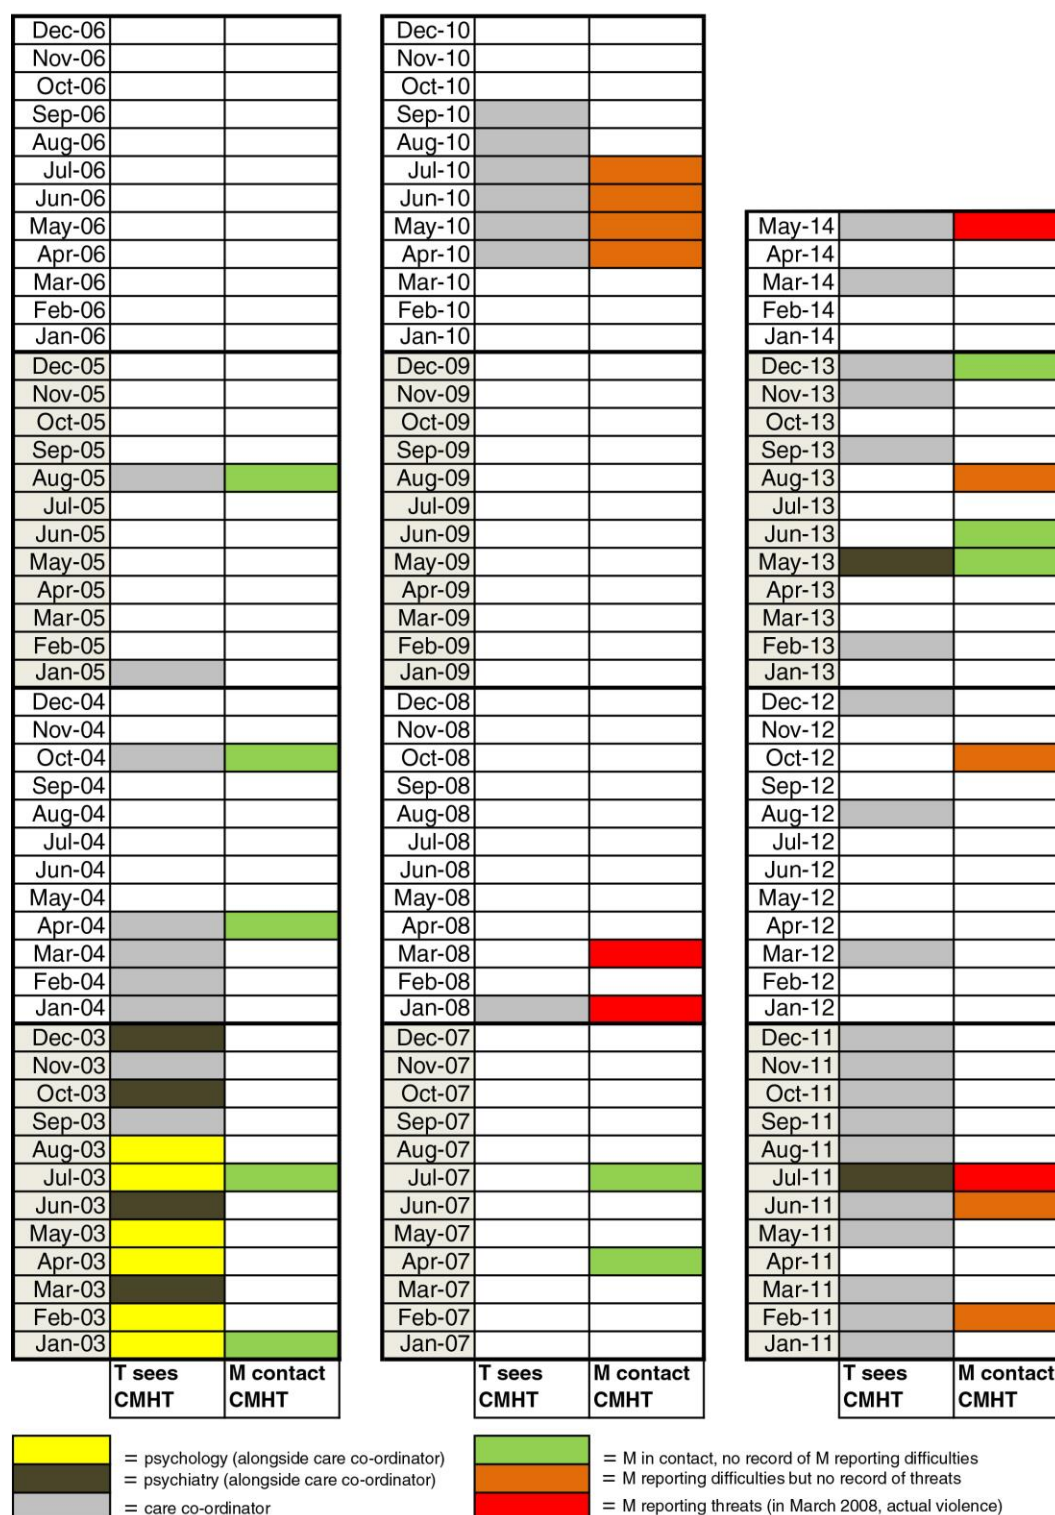 Dec-06
Nov-06
Oct-06
Sep-06
Aug-06
Jul-06
Jun-06
May-06
Apr-06
Mar-06
Feb-06
Jan-06
Dec-05
Nov-05
Oct-05
Sep-05
Aug-05
Jul-05
Jun-05
May-05
Apr-05
Mar-05
Feb-05
Jan-05
Dec-04
Nov-04
Oct-04
Sep-04
Aug-04
Jul-04
Jun-04
May-04
Apr-04
Mar-04
Feb-04
Jan-04
Dec-03
Nov-03
Oct-03
Sep-03
Aug-03
Jul-03
Jun-03
May-03
Apr-03
Mar-03
Feb-03
Jan-03
T sees CMHT
M contact CMHT
Dec-10
Nov-10
Oct-10
Sep-10
Aug-10
Jul-10
Jun-10
May-10
Apr-10
Mar-10
Feb-10
Jan-10
Dec-09
Nov-09
Oct-09
Sep-09
Aug-09
Jul-09
Jun-09
May-09
Apr-09
Mar-09
Feb-09
Jan-09
Dec-08
Nov-08
Oct-08
Sep-08
Aug-08
Jul-08
Jun-08
May-08
Apr-08
Mar-08
Feb-08
Jan-08
Dec-07
Nov-07
Oct-07
Sep-07
Aug-07
Jul-07
Jun-07
May-07
Apr-07
Mar-07
Feb-07
Jan-07
T sees CMHT
M contact CMHT
May-14
Apr-14
Mar-14
Feb-14
Jan-14
Dec-13
Nov-13
Oct-13
Sep-13
Aug-13
Jul-13
Jun-13
May-13
Apr-13
Mar-13
Feb-13
Jan-13
Dec-12
Nov-12
Oct-12
Sep-12
Aug-12
Jul-12
Jun-12
May-12
Apr-12
Mar-12
Feb-12
Jan-12
Dec-11
Nov-11
Oct-11
Sep-11
Aug-11
Jul-11
Jun-11
May-11
Apr-11
Mar-11
Feb-11
Jan-11
T sees CMHT
M contact CMHT
= psychology (alongside care co-ordinator)
= psychiatry (alongside care co-ordinator)
= care co-ordinator
= M in contact, no record of M reporting difficulties
= M reporting difficulties but no record of threats
= M reporting threats (in March 2008, actual violence)